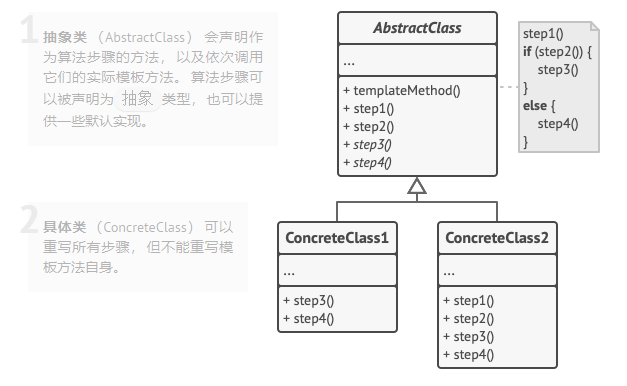 1
抽象类（AbstractClass）会声明作
为算法步骤的方法，以及依次调用
它们的实际模板方法。算法步骤可
以被声明为 抽象 类型，也可以提
供一些默认实现。
AbstractClass
...
+ templateMethod()
+ step1()
+ step2()
+ step3()
+ step4()
step1()
if (step2()) {
step3()
}
else {
step4()
}
2
具体类（ConcreteClass）可以
重写所有步骤，但不能重写模
板方法自身。
ConcreteClass1
...
+ step3()
+ step4()
ConcreteClass2
...
+ step1()
+ step2()
+ step3()
+ step4()